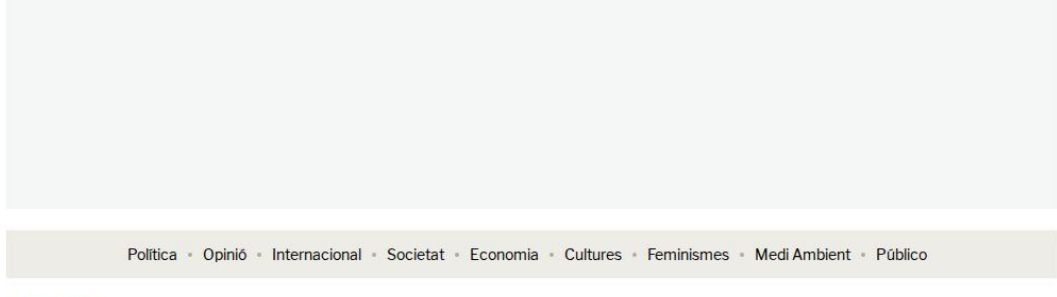 Política • Opinió • Internacional • Societat • Economia • Cultures • Feminismes • Medi Ambient • Público